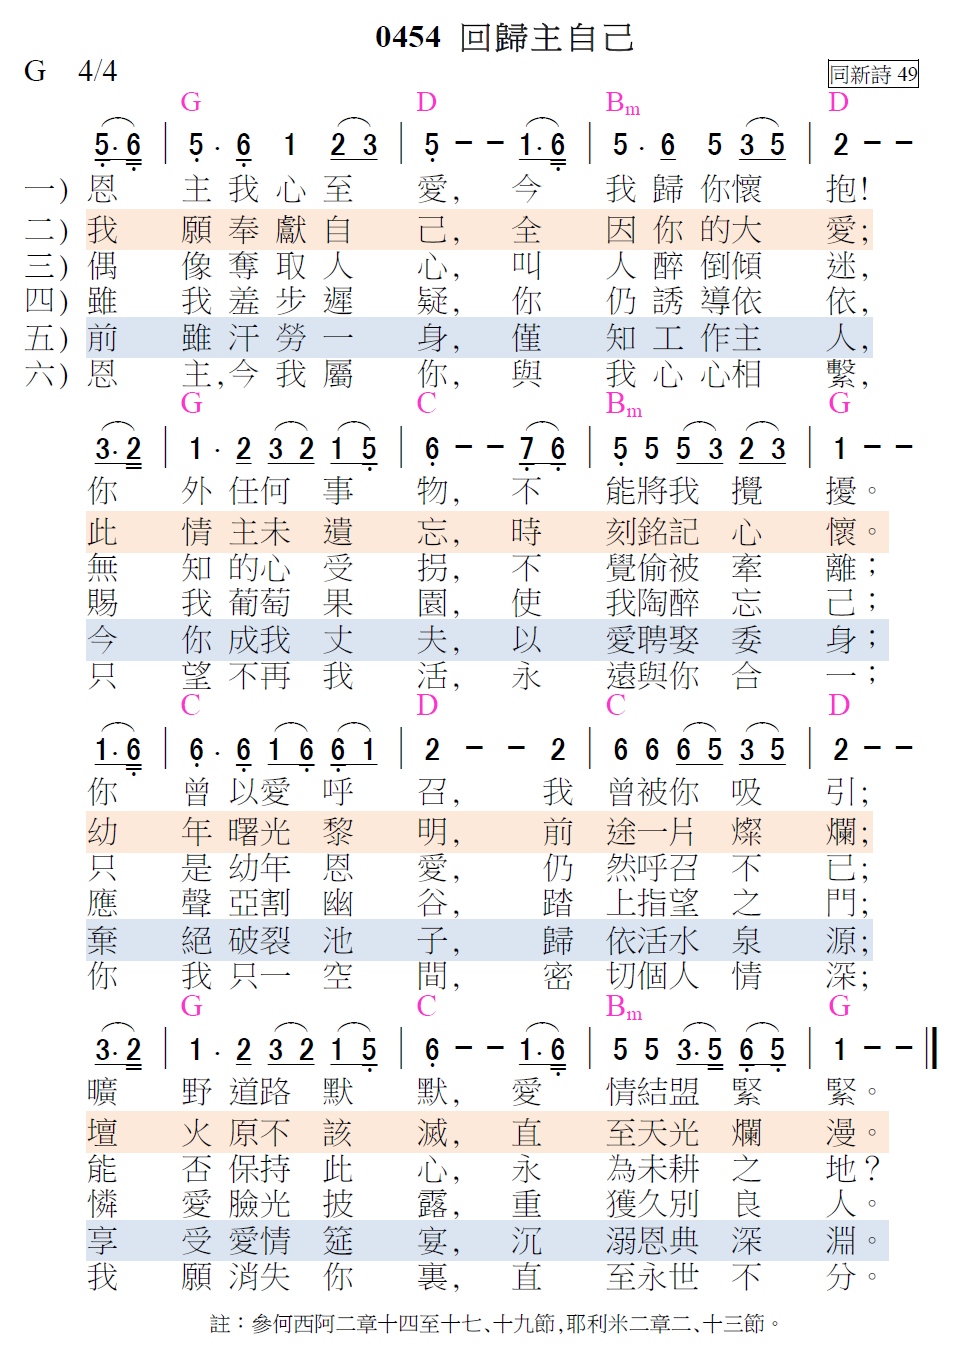 0454 回歸主自己
G 4/4 同新詩 49
G D Bm D
5·6 | 5·6 1 23 | 5 – – 1·6 | 5·6 5 35 | 2 – –
一) 恩 主我心至 愛, 今 我歸你懷 抱!
二) 我 願奉獻自 己, 全 因你的大 愛;
三) 偶 像奪取人 心, 叫 人醉倒傾 迷,
四) 雖 我羞步遲 疑, 你 仍誘導依 依,
五) 前 雖汗勞一 身, 僅 知工作主 人,
六) 恩 主,今我屬 你, 與 我心心相 繫,
G C Bm G
3·2 | 1·2 32 15 | 6 – – 76 | 5 5 53 23 | 1 – –
你 外任何事 物, 不 能將我攪 擾。
此 情主未遺 忘, 時 刻銘記心 懷。
無 知的心受 拐, 不 覺偷被牽 離;
賜 我葡萄果 園, 使 我陶醉忘 己;
今 你成我丈 夫, 以 愛聘娶委 身;
只 望不再我 活, 永 遠與你合 一;
C D C D
1·6 | 6·6 16 61 | 2 – – 2 | 6 6 65 35 | 2 – –
你 曾以愛呼 召, 我 曾被你吸 引;
幼 年曙光黎 明, 前 途一片燦 爛;
只 是幼年恩 愛, 仍 然呼召不 已;
應 聲亞割幽 谷, 踏 上指望之 門;
棄 絕破裂池 子, 歸 依活水泉 源;
你 我只一空 間, 密 切個人情 深;
G C Bm G
3·2 | 1·2 32 15 | 6 – – 1·6 | 5 5 3·5 65 | 1 – –
曠 野道路默 默, 愛 情結盟緊 緊。
壇 火原不該 滅, 直 至天光爛 漫。
能 否保持此 心, 永 為未耕之 地?
憐 愛臉光披 露, 重 獲久別良 人。
享 受愛情筵 宴, 沉 溺恩典深 淵。
我 願消失你 裏, 直 至永世不 分。
註：參何西阿二章十四至十七、十九節,耶利米二章二、十三節。